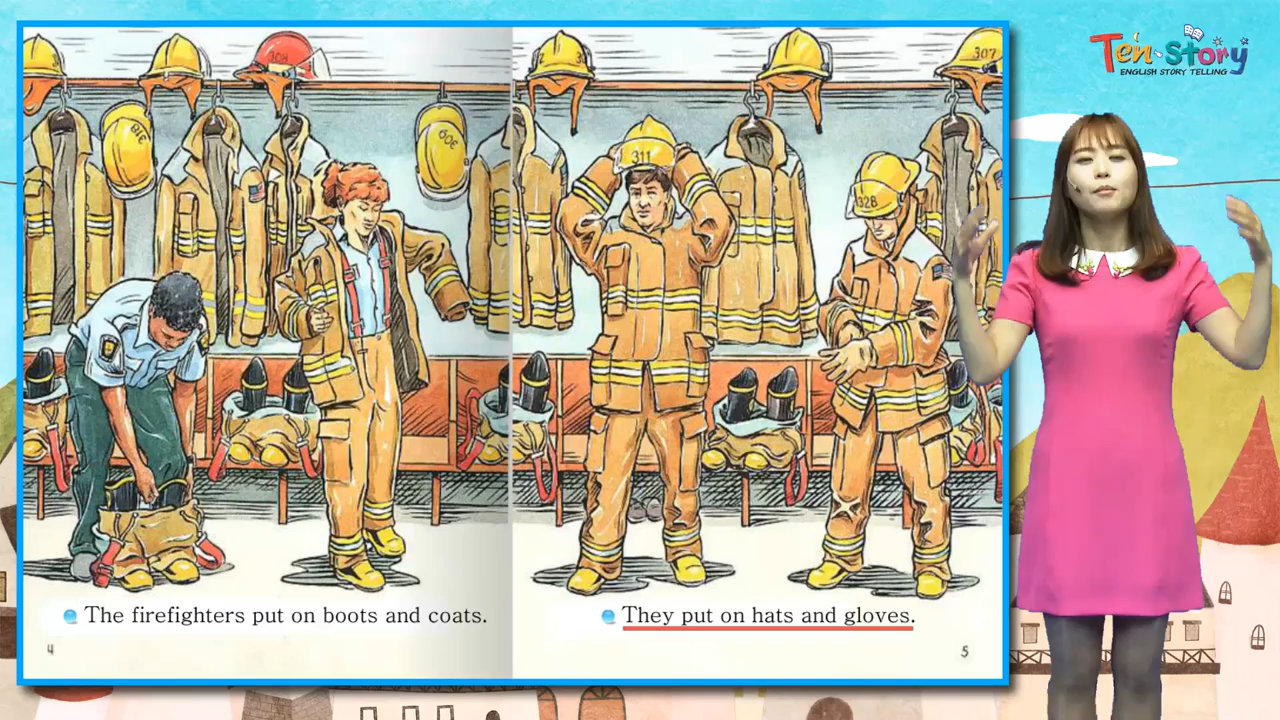 Ten Story
ENGLISH STORY TELLING
308
307
318
309
311
328
The firefighters put on boots and coats.
They put on hats and gloves.
4
5